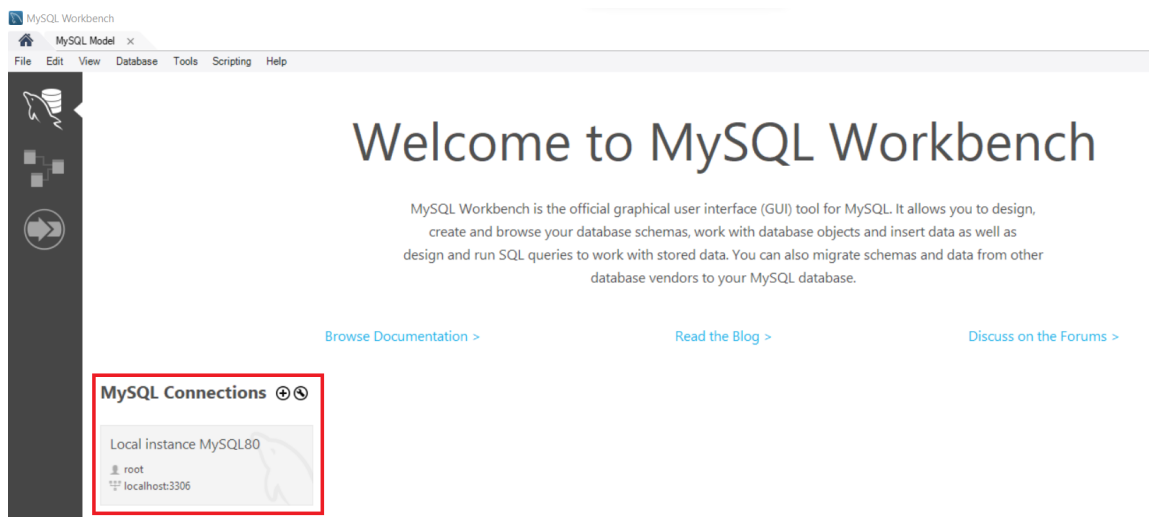 MySQL Workbench
MySQL Model ×
File Edit View Database Tools Scripting Help
Welcome to MySQL Workbench
MySQL Workbench is the official graphical user interface (GUI) tool for MySQL. It allows you to design,
create and browse your database schemas, work with database objects and insert data as well as
design and run SQL queries to work with stored data. You can also migrate schemas and data from other
database vendors to your MySQL database.
Browse Documentation > Read the Blog > Discuss on the Forums >
MySQL Connections
Local instance MySQL80
root
localhost:3306